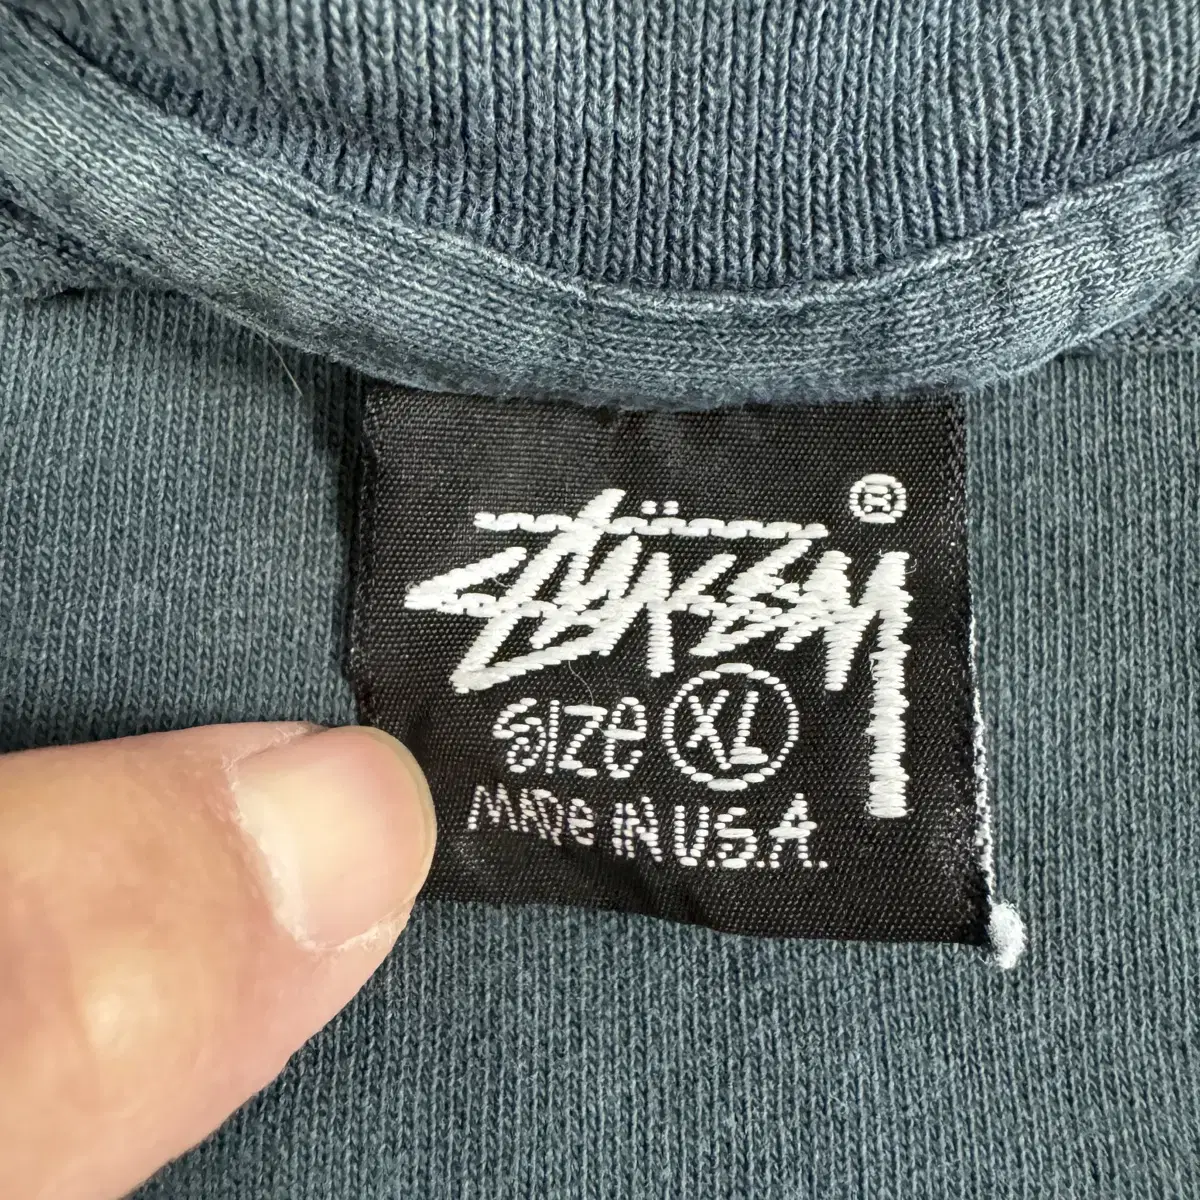 Stüssy ®
Size XL
Made in U.S.A.